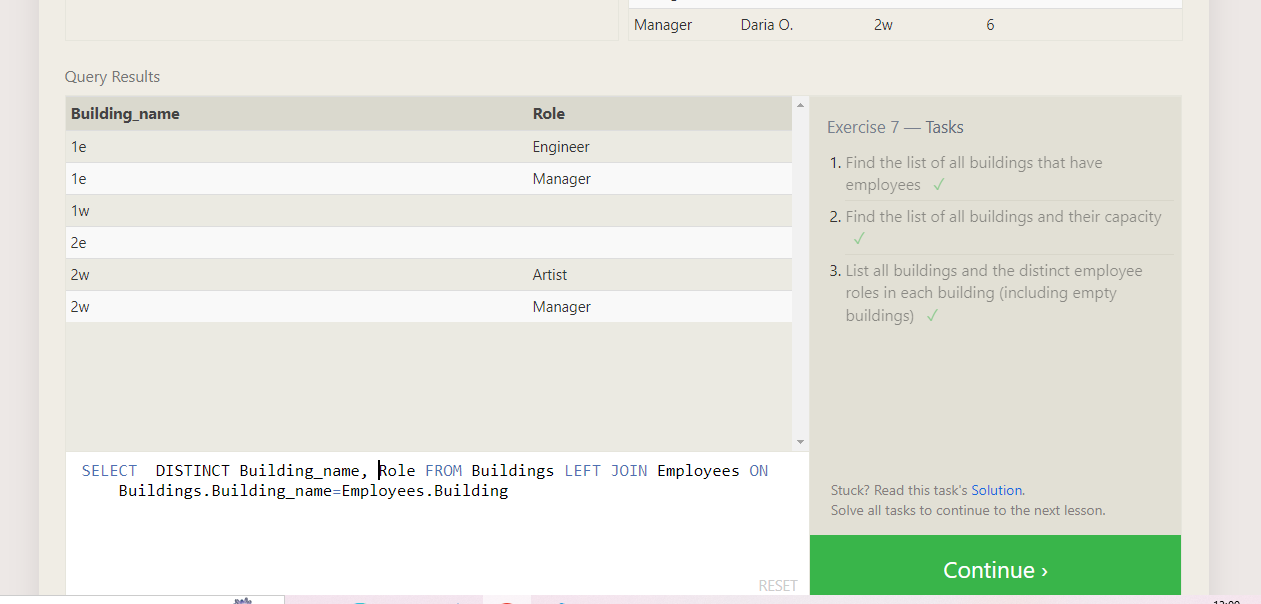 Manager Daria O. 2w 6
Query Results
Building_name Role
1e Engineer
1e Manager
1w
2e
2w Artist
2w Manager
Exercise 7 — Tasks
1. Find the list of all buildings that have
employees ✓
2. Find the list of all buildings and their capacity
✓
3. List all buildings and the distinct employee
roles in each building (including empty
buildings) ✓
SELECT  DISTINCT Building_name, Role FROM Buildings LEFT JOIN Employees ON
Buildings.Building_name=Employees.Building
RESET
Stuck? Read this task's Solution.
Solve all tasks to continue to the next lesson.
Continue ›